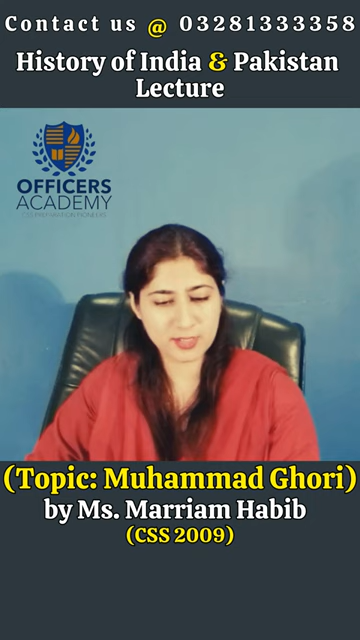 Contact us @ 03281333358
History of India & Pakistan
Lecture
OFFICERS
ACADEMY
(Topic: Muhammad Ghori)
by Ms. Marriam Habib
(CSS 2009)